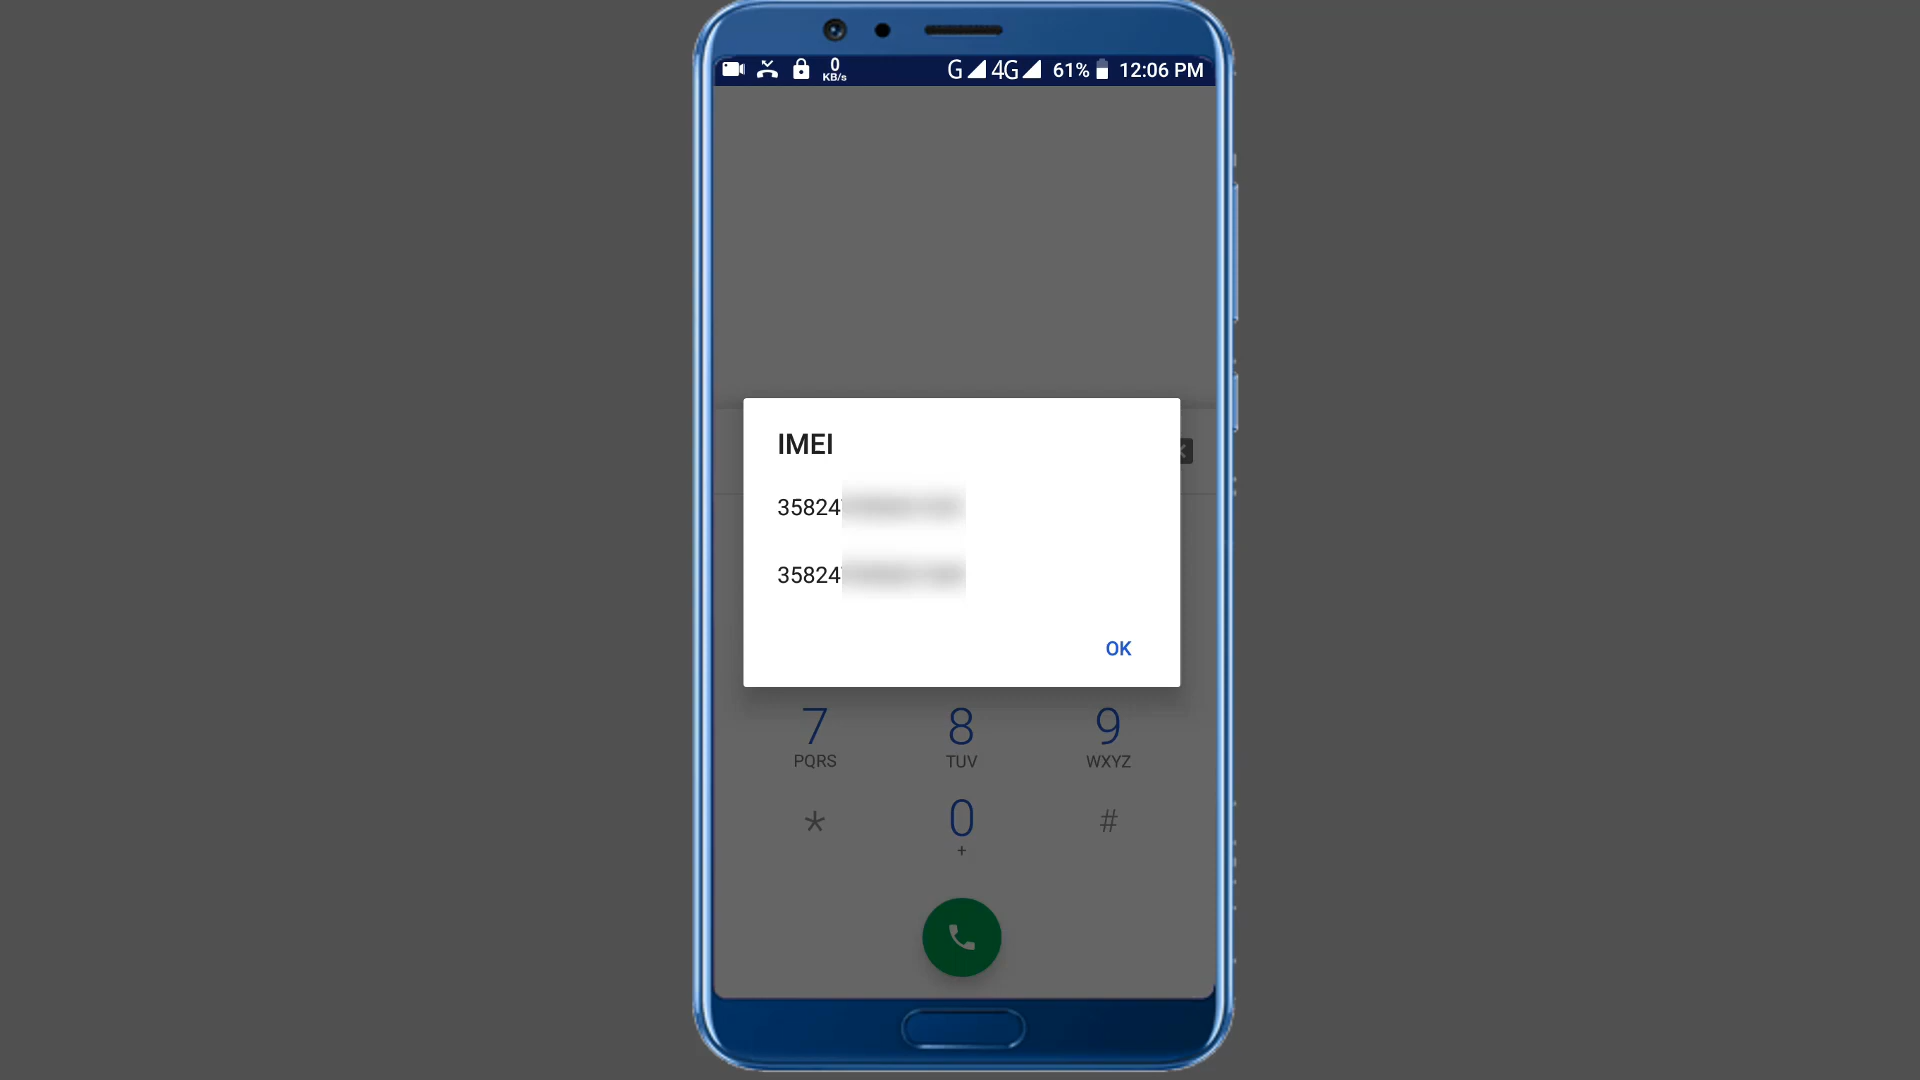 0
KB/s
G 4G 61% 12:06 PM
IMEI
35824
35824
OK
7 8 9
PQRS TUV WXYZ
* 0 #
+